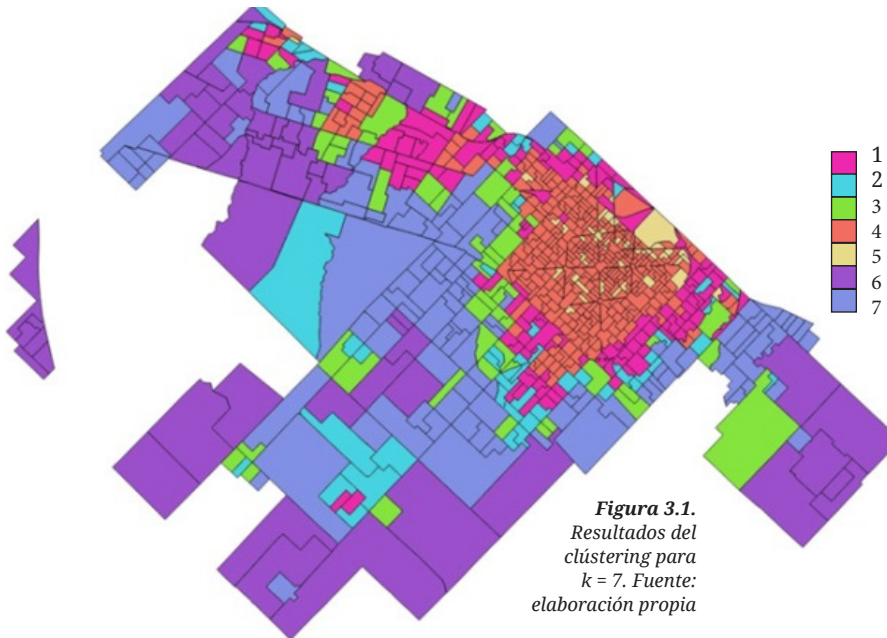 1
2
3
4
5
6
7
Figura 3.1.
Resultados del
clústering para
k = 7. Fuente:
elaboración propia